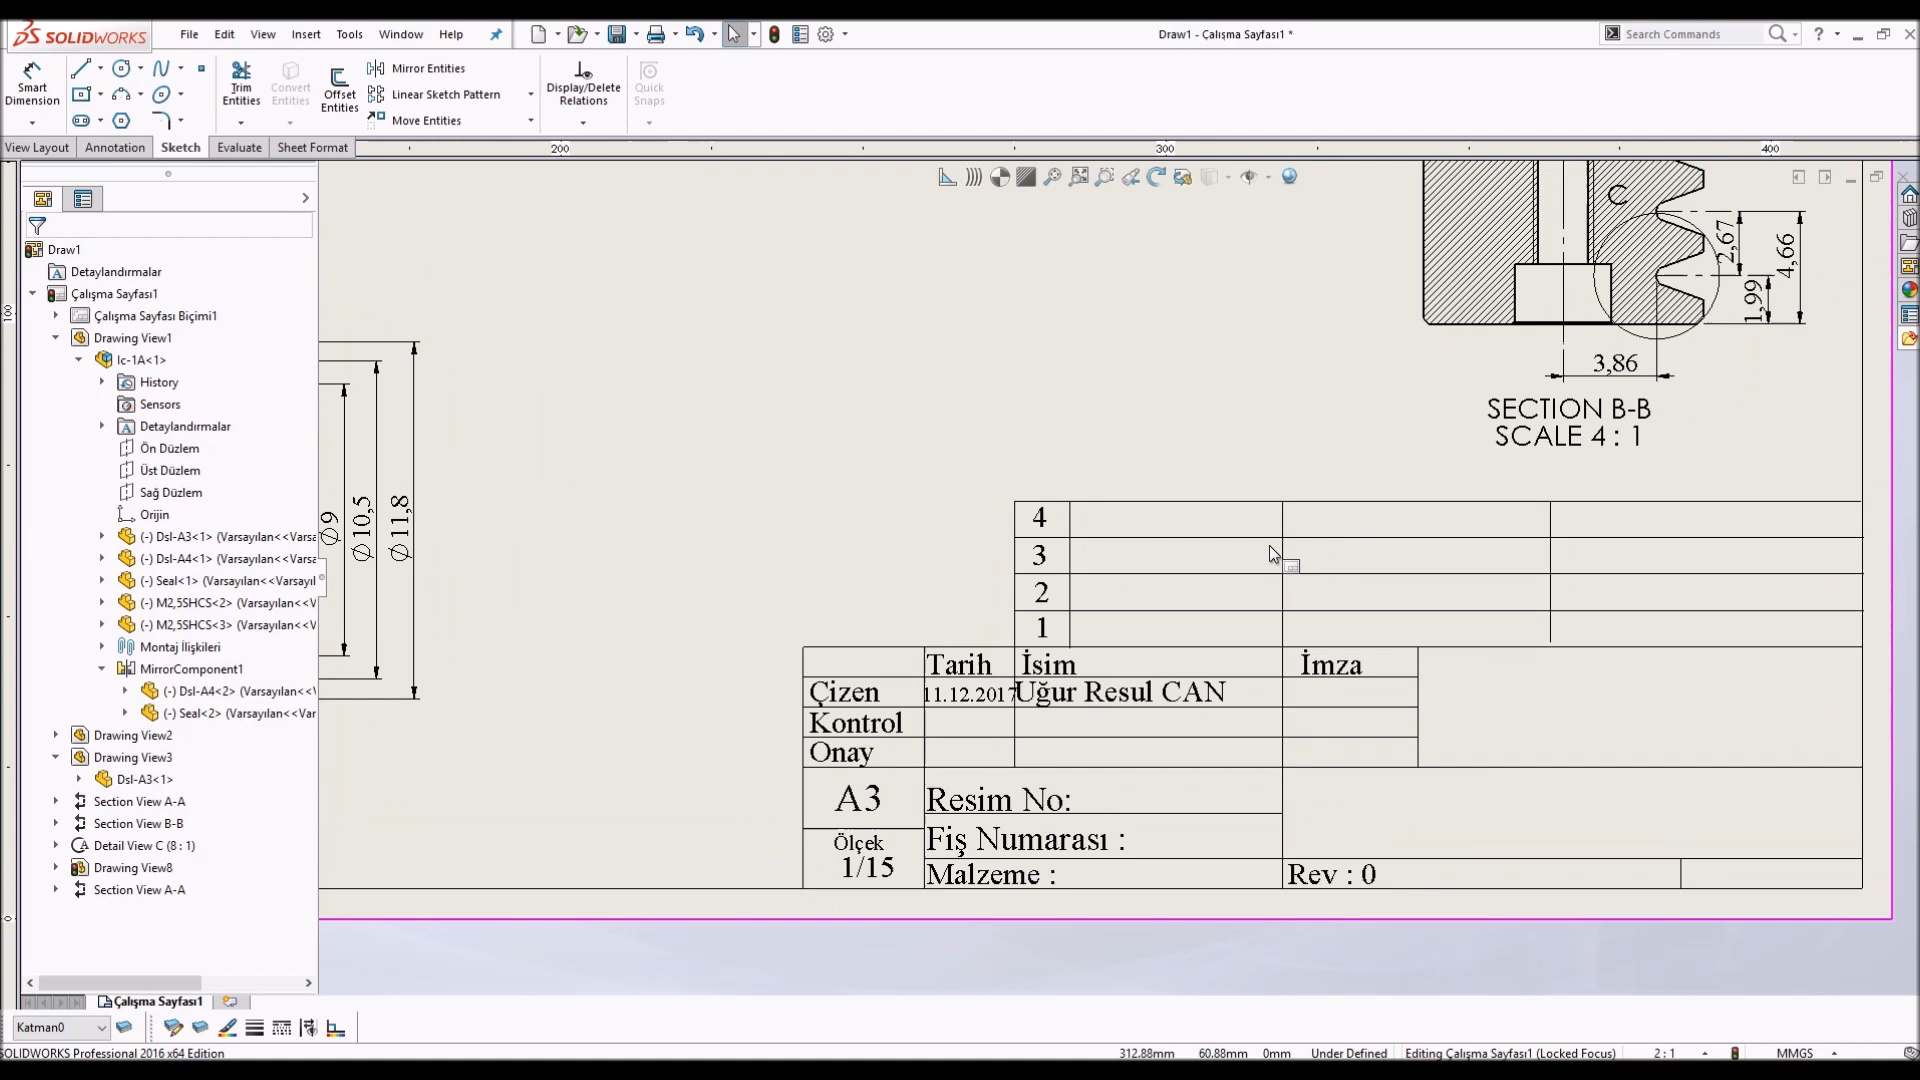 SOLIDWORKS
File Edit View Insert Tools Window Help
Draw1 - Çalışma Sayfası1 *
Search Commands
Smart Dimension
Trim Entities
Convert Entities
Offset Entities
Mirror Entities
Linear Sketch Pattern
Move Entities
Display/Delete Relations
Quick Snaps
View Layout Annotation Sketch Evaluate Sheet Format
200 300 400
100
0
Draw1
Detaylandırmalar
Çalışma Sayfası1
Çalışma Sayfası Biçimi1
Drawing View1
lc-1A<1>
History
Sensors
Detaylandırmalar
Ön Düzlem
Üst Düzlem
Sağ Düzlem
Orijin
(-) Dsl-A3<1> (Varsayılan<<Varsa
(-) Dsl-A4<1> (Varsayılan<<Varsa
(-) Seal<1> (Varsayılan<<Varsayıl
(-) M2,5SHCS<2> (Varsayılan<<V
(-) M2,5SHCS<3> (Varsayılan<<V
Montaj İlişkileri
MirrorComponent1
(-) Dsl-A4<2> (Varsayılan<<V
(-) Seal<2> (Varsayılan<<Var
Drawing View2
Drawing View3
Dsl-A3<1>
Section View A-A
Section View B-B
Detail View C (8 : 1)
Drawing View8
Section View A-A
Ø9
Ø10,5
Ø11,8
C
2,67
4,66
1,99
3,86
SECTION B-B
SCALE 4 : 1
4
3
2
1
Tarih İsim İmza
Çizen 11.12.2017 Uğur Resul CAN
Kontrol
Onay
A3 Resim No:
Ölçek
1/15
Fiş Numarası :
Malzeme : Rev : 0
Çalışma Sayfası1
Katman0
SOLIDWORKS Professional 2016 x64 Edition
312.88mm 60.88mm 0mm Under Defined Editing Çalışma Sayfası1 (Locked Focus) 2 : 1 MMGS